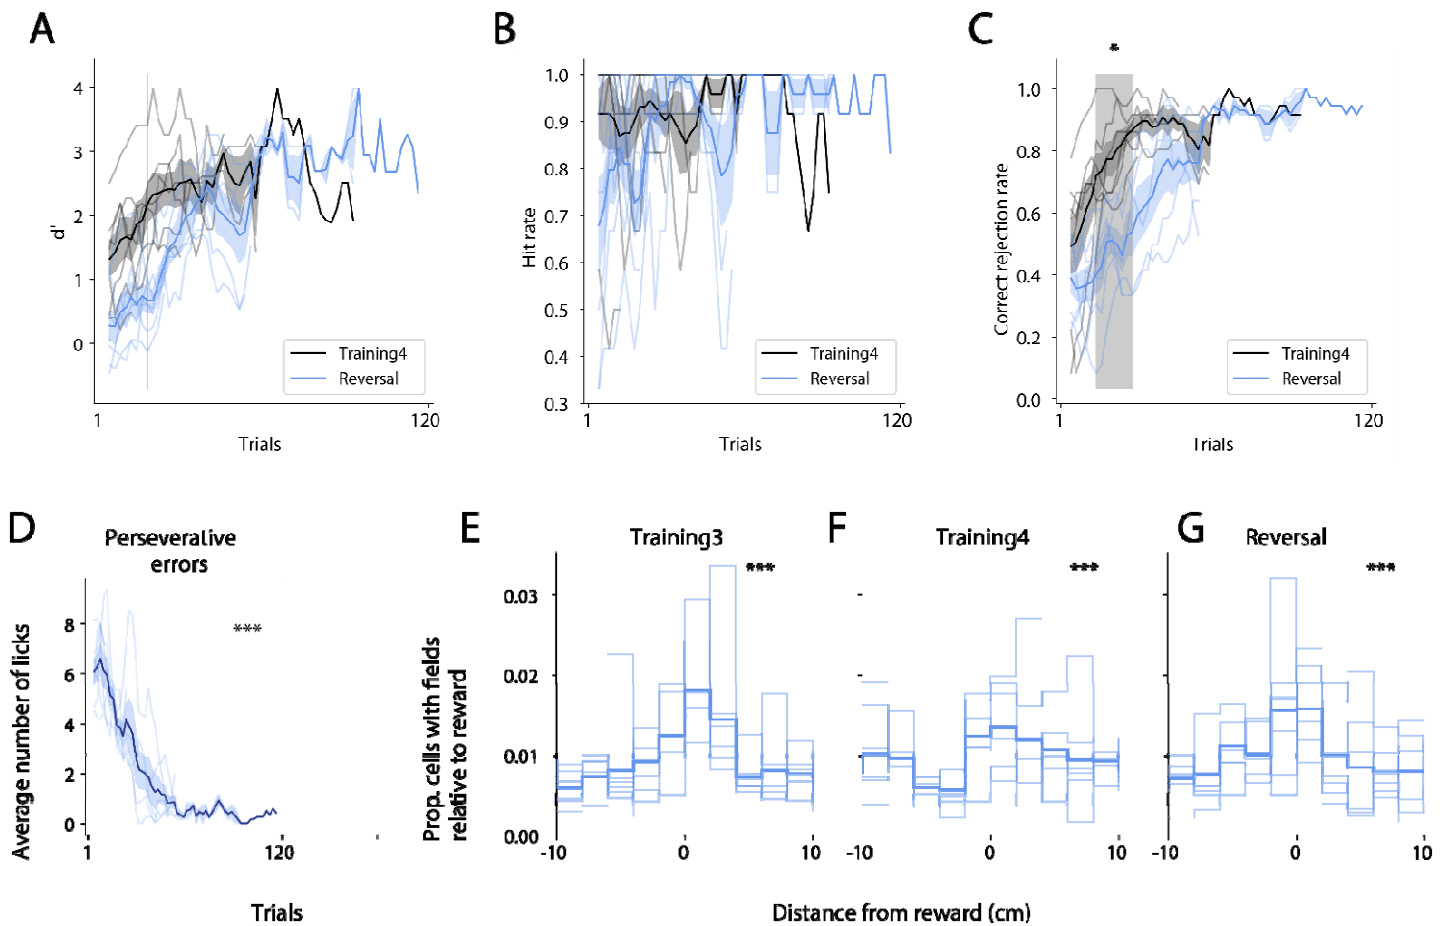 A
B
C
*
4
3
2
1
0
d'
Training4
Reversal
1
120
Trials
1.0
0.9
0.8
0.7
0.6
0.5
0.4
0.3
Hit rate
Training4
Reversal
1
120
Trials
1.0
0.8
0.6
0.4
0.2
0.0
Correct rejection rate
Training4
Reversal
1
120
Trials
D
Perseverative
errors
***
8
6
4
2
0
Average number of licks
1
120
Trials
E
Training3
***
0.03
0.02
0.01
0.00
Prop. cells with fields
relative to reward
-10
0
10
F
Training4
***
-10
0
10
G
Reversal
***
-10
0
10
Distance from reward (cm)